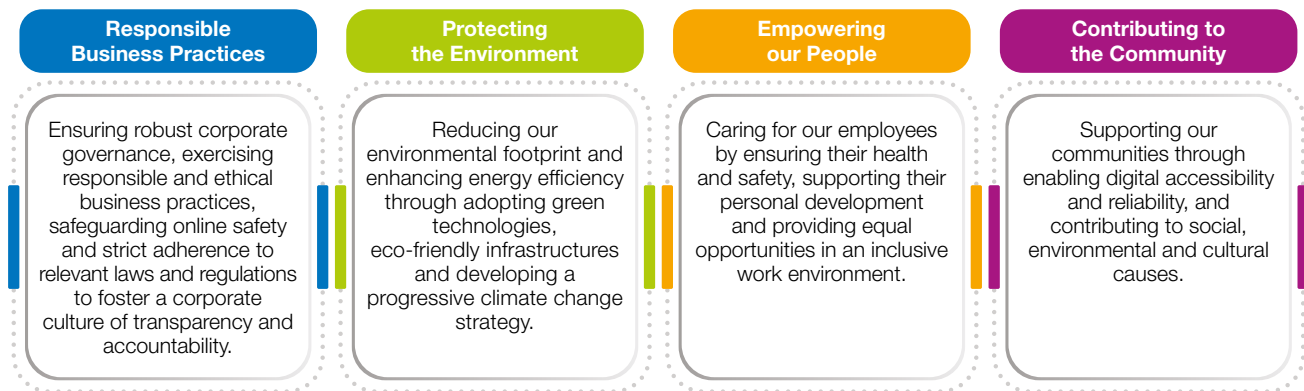 Responsible
Business Practices
Ensuring robust corporate
governance, exercising
responsible and ethical
business practices,
safeguarding online safety
and strict adherence to
relevant laws and regulations
to foster a corporate
culture of transparency and
accountability.
Protecting
the Environment
Reducing our
environmental footprint and
enhancing energy efficiency
through adopting green
technologies,
eco-friendly infrastructures
and developing a
progressive climate change
strategy.
Empowering
our People
Caring for our employees
by ensuring their health
and safety, supporting their
personal development
and providing equal
opportunities in an inclusive
work environment.
Contributing to
the Community
Supporting our
communities through
enabling digital accessibility
and reliability, and
contributing to social,
environmental and cultural
causes.